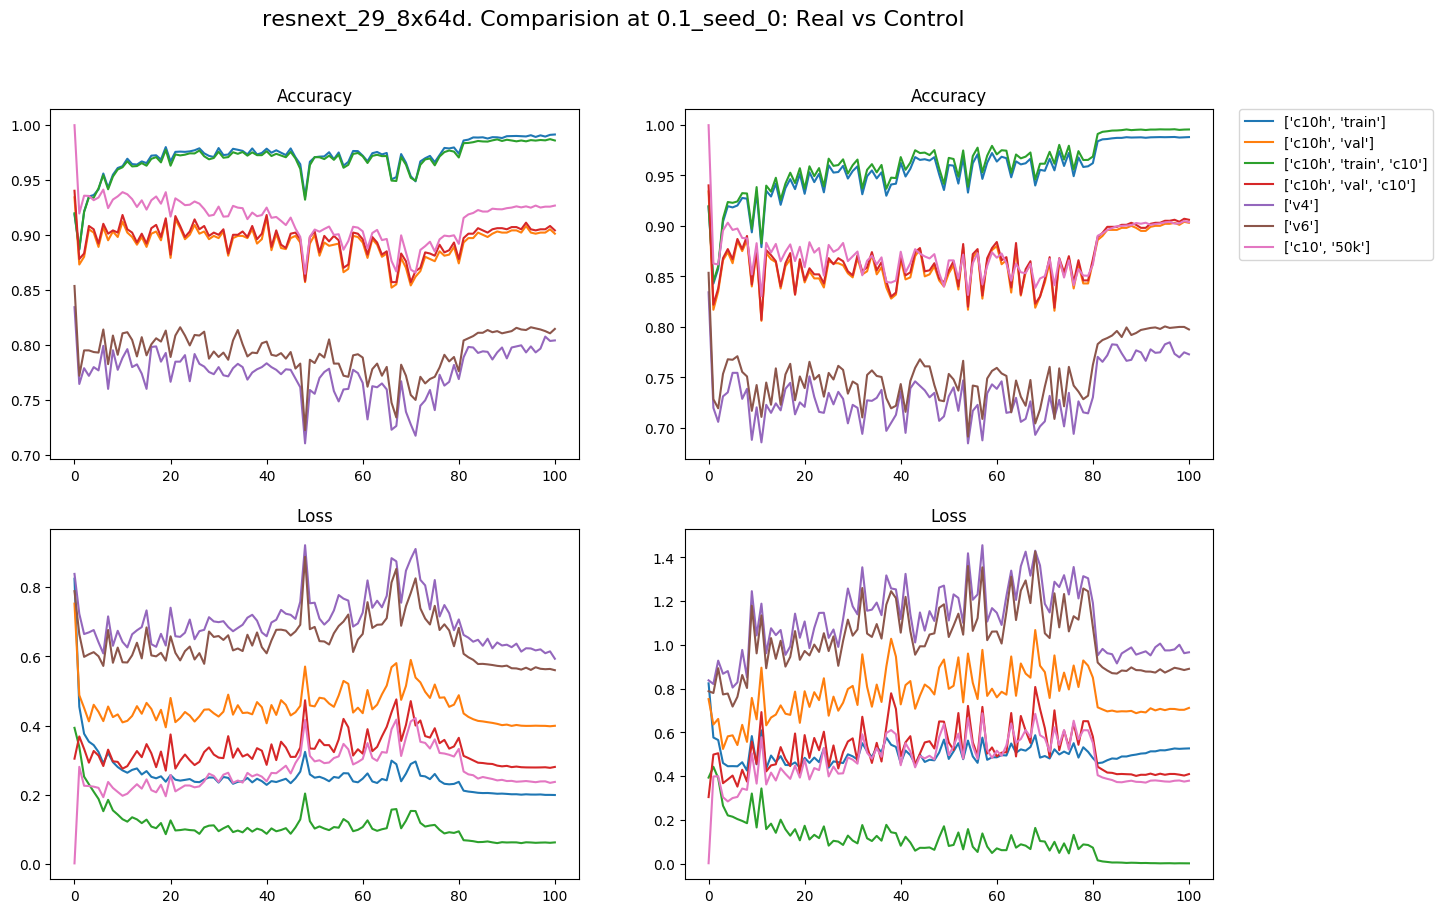 resnext_29_8x64d. Comparision at 0.1_seed_0: Real vs Control
Accuracy
1.00
0.95
0.90
0.85
0.80
0.75
0.70
0 20 40 60 80 100
Accuracy
1.00
0.95
0.90
0.85
0.80
0.75
0.70
0 20 40 60 80 100
['c10h', 'train']
['c10h', 'val']
['c10h', 'train', 'c10']
['c10h', 'val', 'c10']
['v4']
['v6']
['c10', '50k']
Loss
0.8
0.6
0.4
0.2
0.0
0 20 40 60 80 100
Loss
1.4
1.2
1.0
0.8
0.6
0.4
0.2
0.0
0 20 40 60 80 100